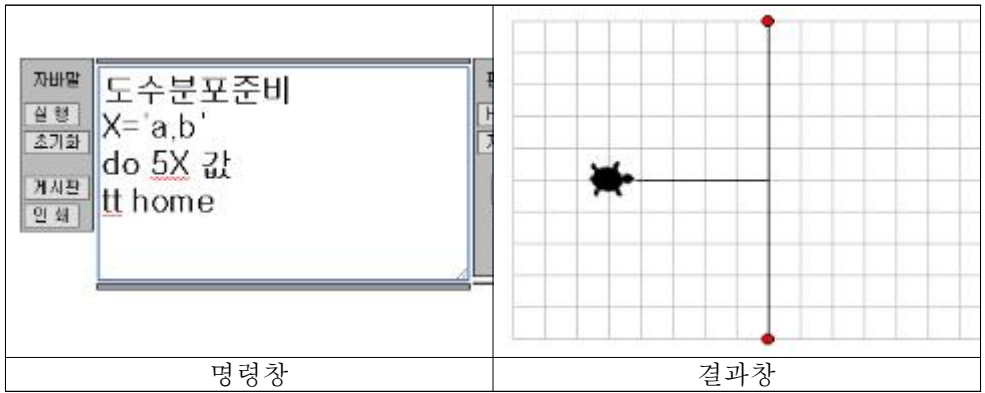 자바말
실 행
초기화
게시판
인 쇄
도수분포준비
X='a,b'
do 5X 값
tt home
명령창
결과창